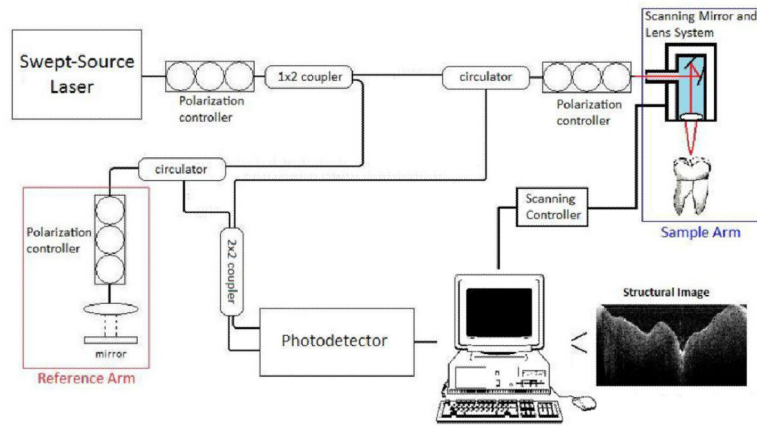 Swept-Source
Laser
Polarization
controller
1x2 coupler
circulator
Polarization
controller
Scanning Mirror and
Lens System
Sample Arm
circulator
Polarization
controller
mirror
Reference Arm
2x2 coupler
Photodetector
Scanning
Controller
Structural Image